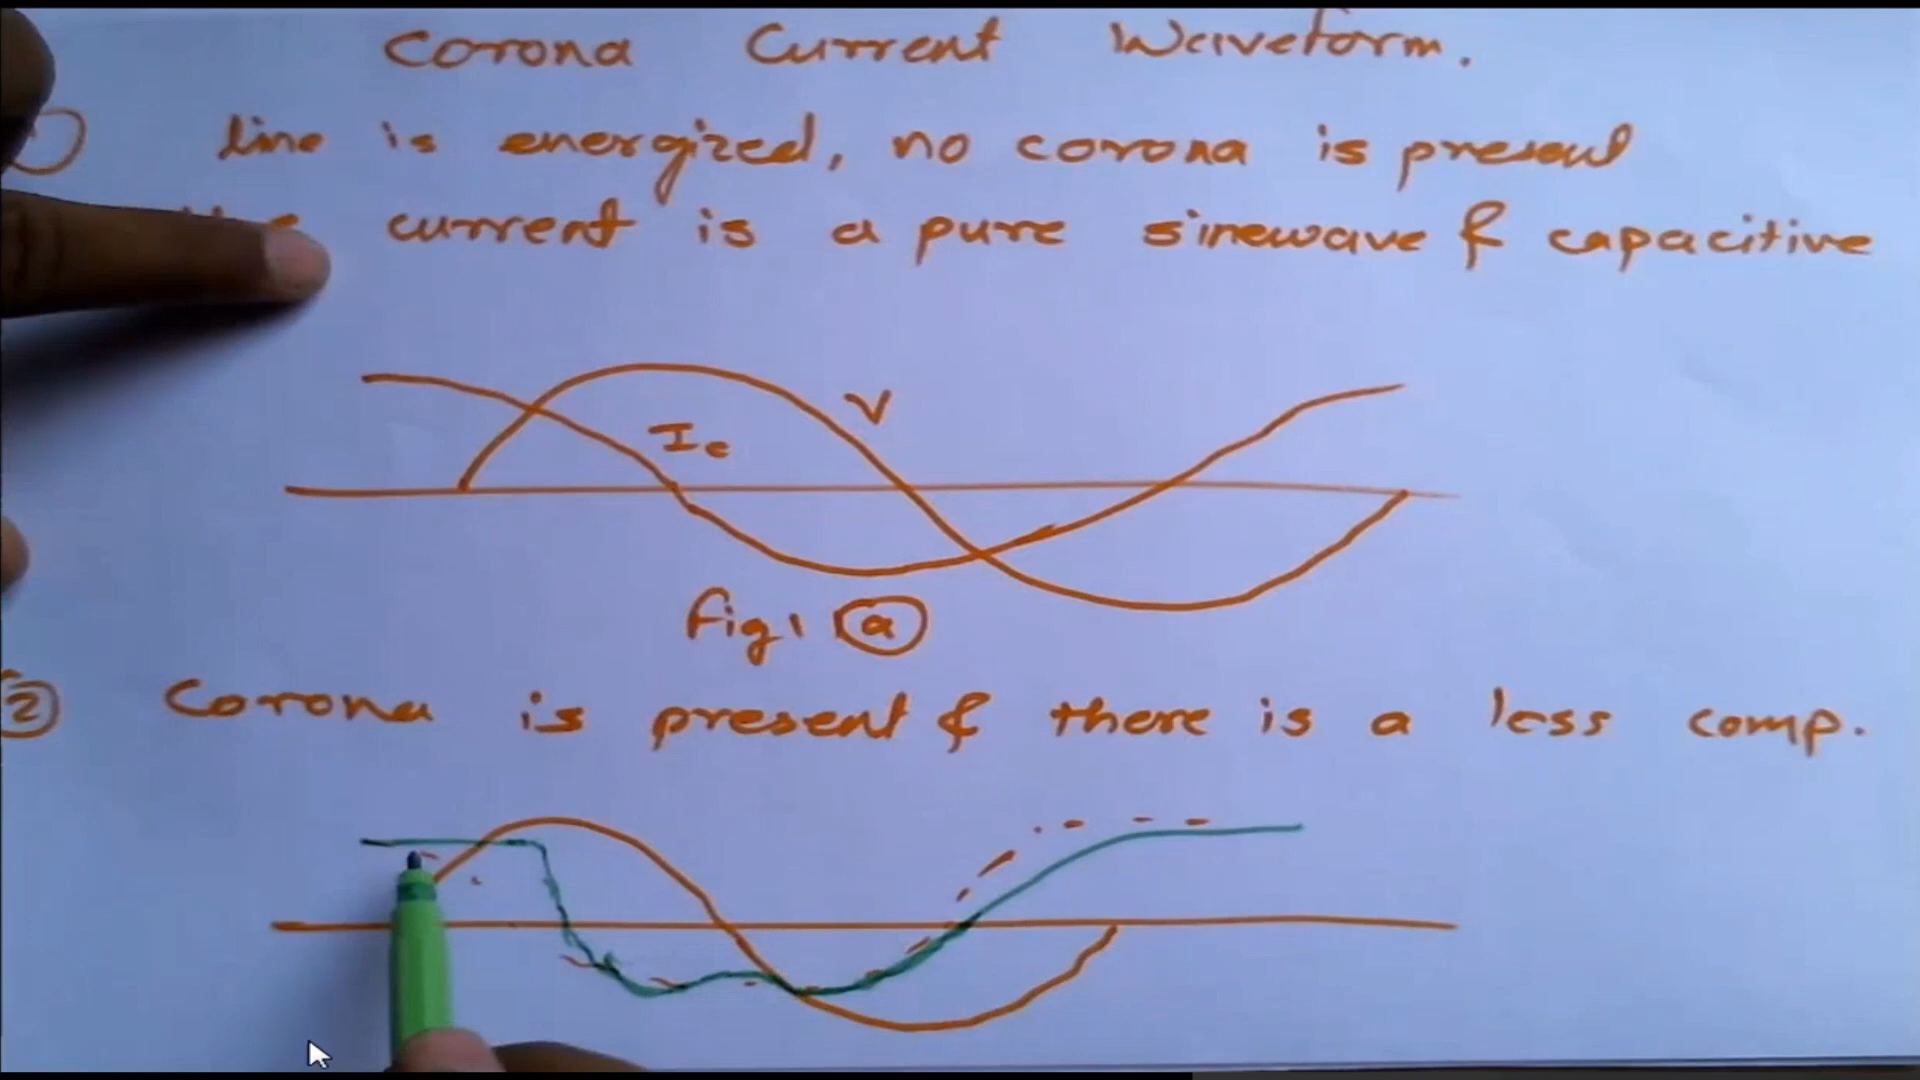 Corona Current Waveform.
1 line is energized, no corona is present
current is a pure sinewave & capacitive
V
Ic
fig1 a
2 Corona is present & there is a less comp.